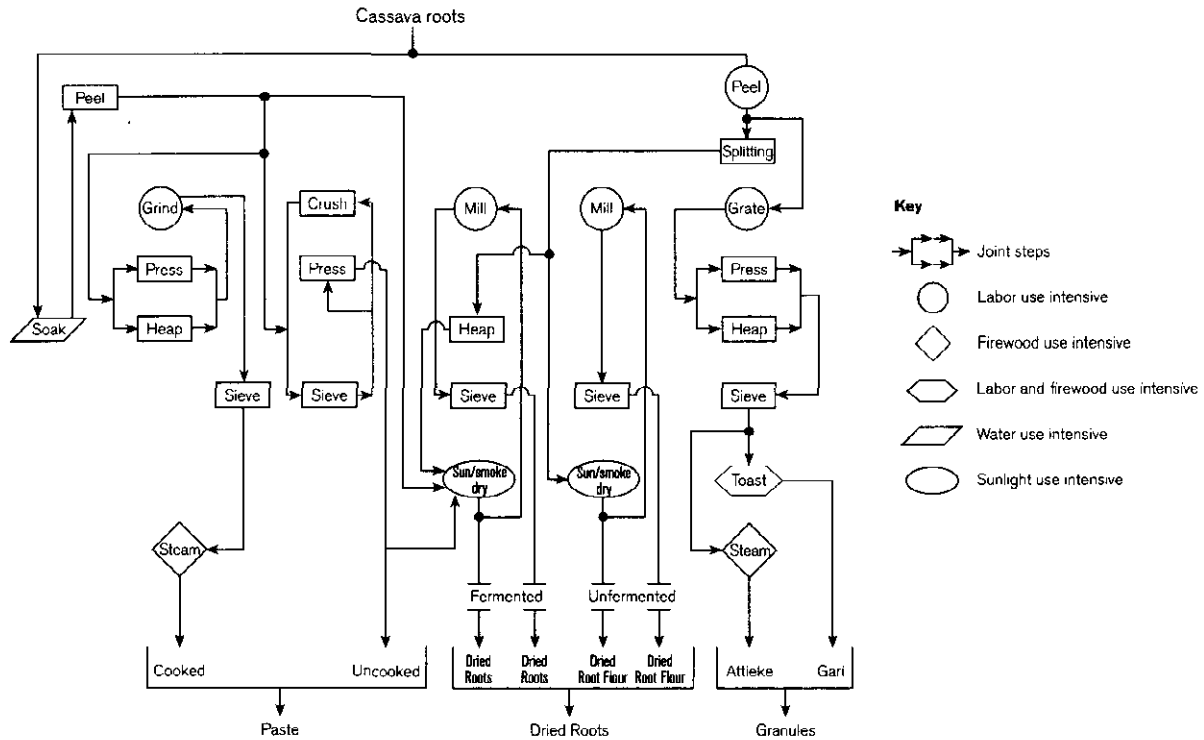 Cassava roots
Peel
Peel
Splitting
Grind
Crush
Mill
Mill
Grate
Key
Joint steps
Press
Press
Press
Labor use intensive
Soak
Heap
Heap
Heap
Firewood use intensive
Sieve
Sieve
Sieve
Sieve
Sieve
Labor and firewood use intensive
Water use intensive
Sun/smoke
dry
Sun/smoke
dry
Toast
Sunlight use intensive
Steam
Steam
Fermented
Unfermented
Cooked
Uncooked
Dried
Roots
Dried
Roots
Dried
Root Flour
Dried
Root Flour
Attieke
Gari
Paste
Dried Roots
Granules